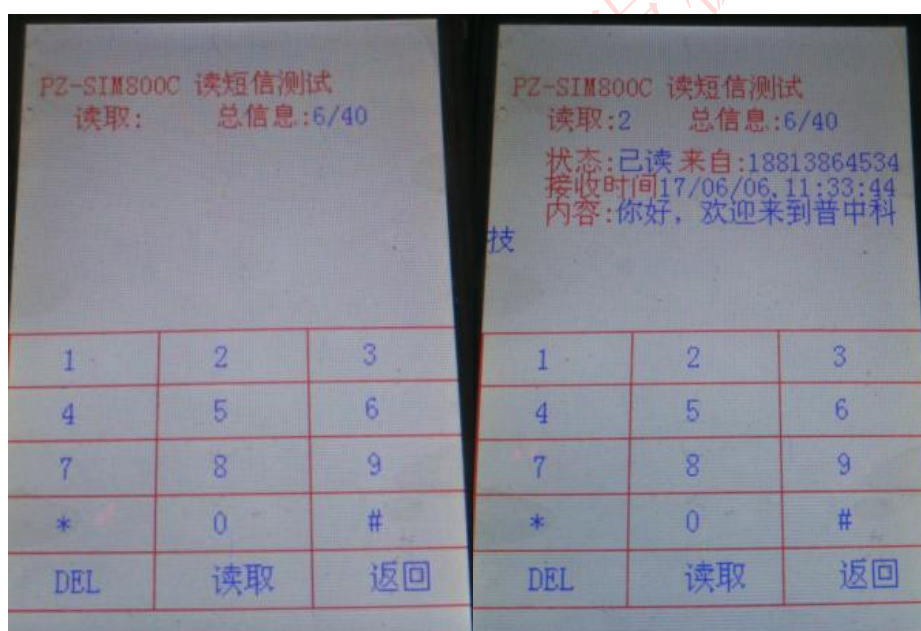 PZ-SIM800C 读短信测试
读取: 总信息:6/40
1 2 3
4 5 6
7 8 9
* 0 #
DEL 读取 返回
PZ-SIM800C 读短信测试
读取:2 总信息:6/40
状态:已读 来自:18813864534
接收时间17/06/06,11:33:44
内容:你好，欢迎来到普中科
技
1 2 3
4 5 6
7 8 9
* 0 #
DEL 读取 返回